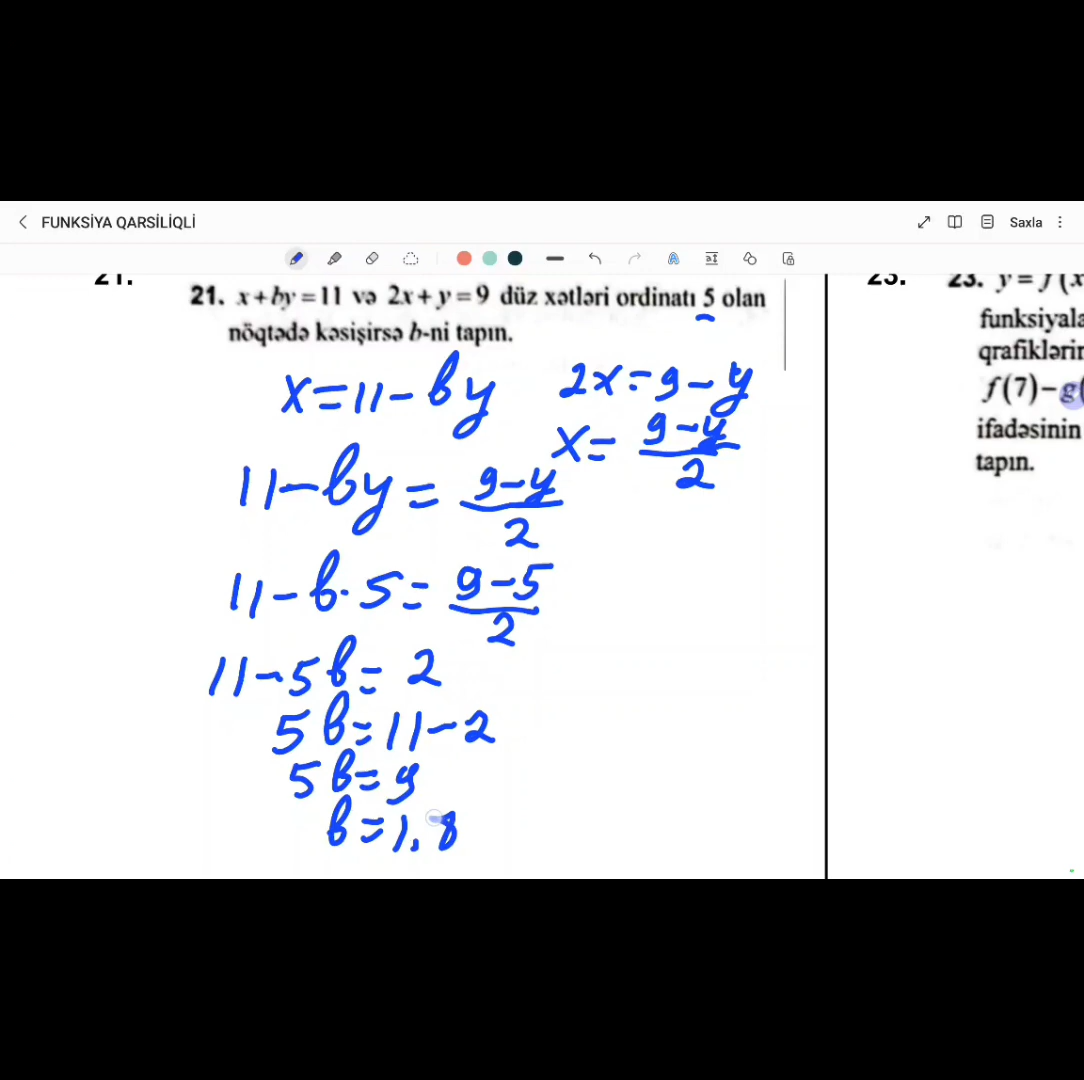 FUNKSİYA QARSİLİQLİ
Saxla
21.
21. x+by=11 və 2x+y=9 düz xətləri ordinatı 5 olan
nöqtədə kəsişirsə b-ni tapın.
x=11-by
2x=9-y
x=(9-y)/2
11-by=(9-y)/2
11-b·5=(9-5)/2
11-5b=2
5b=11-2
5b=9
b=1,8
23.
23. y=f(x
funksiyala
qrafiklərin
f(7)-g(
ifadəsinin
tapın.